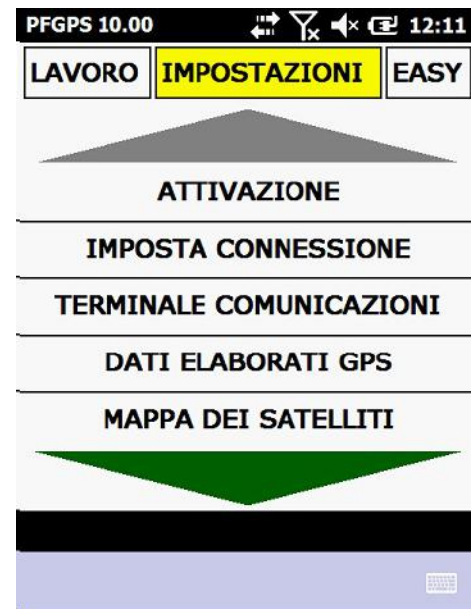 PFGPS 10.00 12:11
LAVORO IMPOSTAZIONI EASY
ATTIVAZIONE
IMPOSTA CONNESSIONE
TERMINALE COMUNICAZIONI
DATI ELABORATI GPS
MAPPA DEI SATELLITI